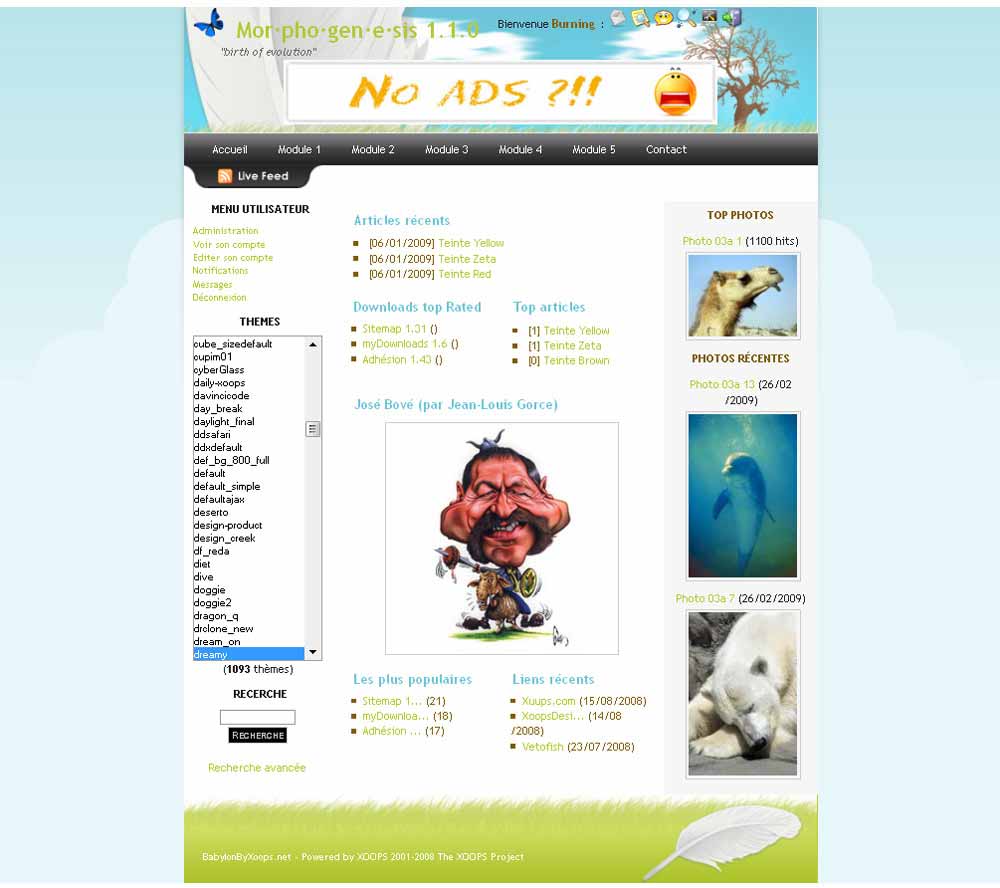 Mor·pho·gen·e·sis 1.1.0
Bienvenue Burning :
"birth of evolution"
No ADS ?!!
Accueil Module 1 Module 2 Module 3 Module 4 Module 5 Contact
Live Feed
MENU UTILISATEUR
Administration
Voir son compte
Editer son compte
Notifications
Messages
Déconnexion
THEMES
cube_sizedefault
cupim01
cyberGlass
daily-xoops
davincicode
day_break
daylight_final
ddsafari
ddxdefault
def_bg_800_full
default
default_simple
defaultajax
deserto
design-product
design_creek
df_reda
diet
dive
doggie
doggie2
dragon_q
drclone_new
dream_on
dreamy
(1093 thèmes)
RECERCHE
RECHERCHE
Recherche avancée
Articles récents
[06/01/2009] Teinte Yellow
[06/01/2009] Teinte Zeta
[06/01/2009] Teinte Red
Downloads top Rated
Sitemap 1.31 ()
myDownloads 1.6 ()
Adhésion 1.43 ()
Top articles
[1] Teinte Yellow
[1] Teinte Zeta
[0] Teinte Brown
José Bové (par Jean-Louis Gorce)
Les plus populaires
Sitemap 1... (21)
myDownloa... (18)
Adhésion ... (17)
Liens récents
Xuups.com (15/08/2008)
XoopsDesi... (14/08
/2008)
Vetofish (23/07/2008)
TOP PHOTOS
Photo 03a 1 (1100 hits)
PHOTOS RÉCENTES
Photo 03a 13 (26/02
/2009)
Photo 03a 7 (26/02/2009)
BabylonByXoops.net - Powered by XOOPS 2001-2008 The XOOPS Project